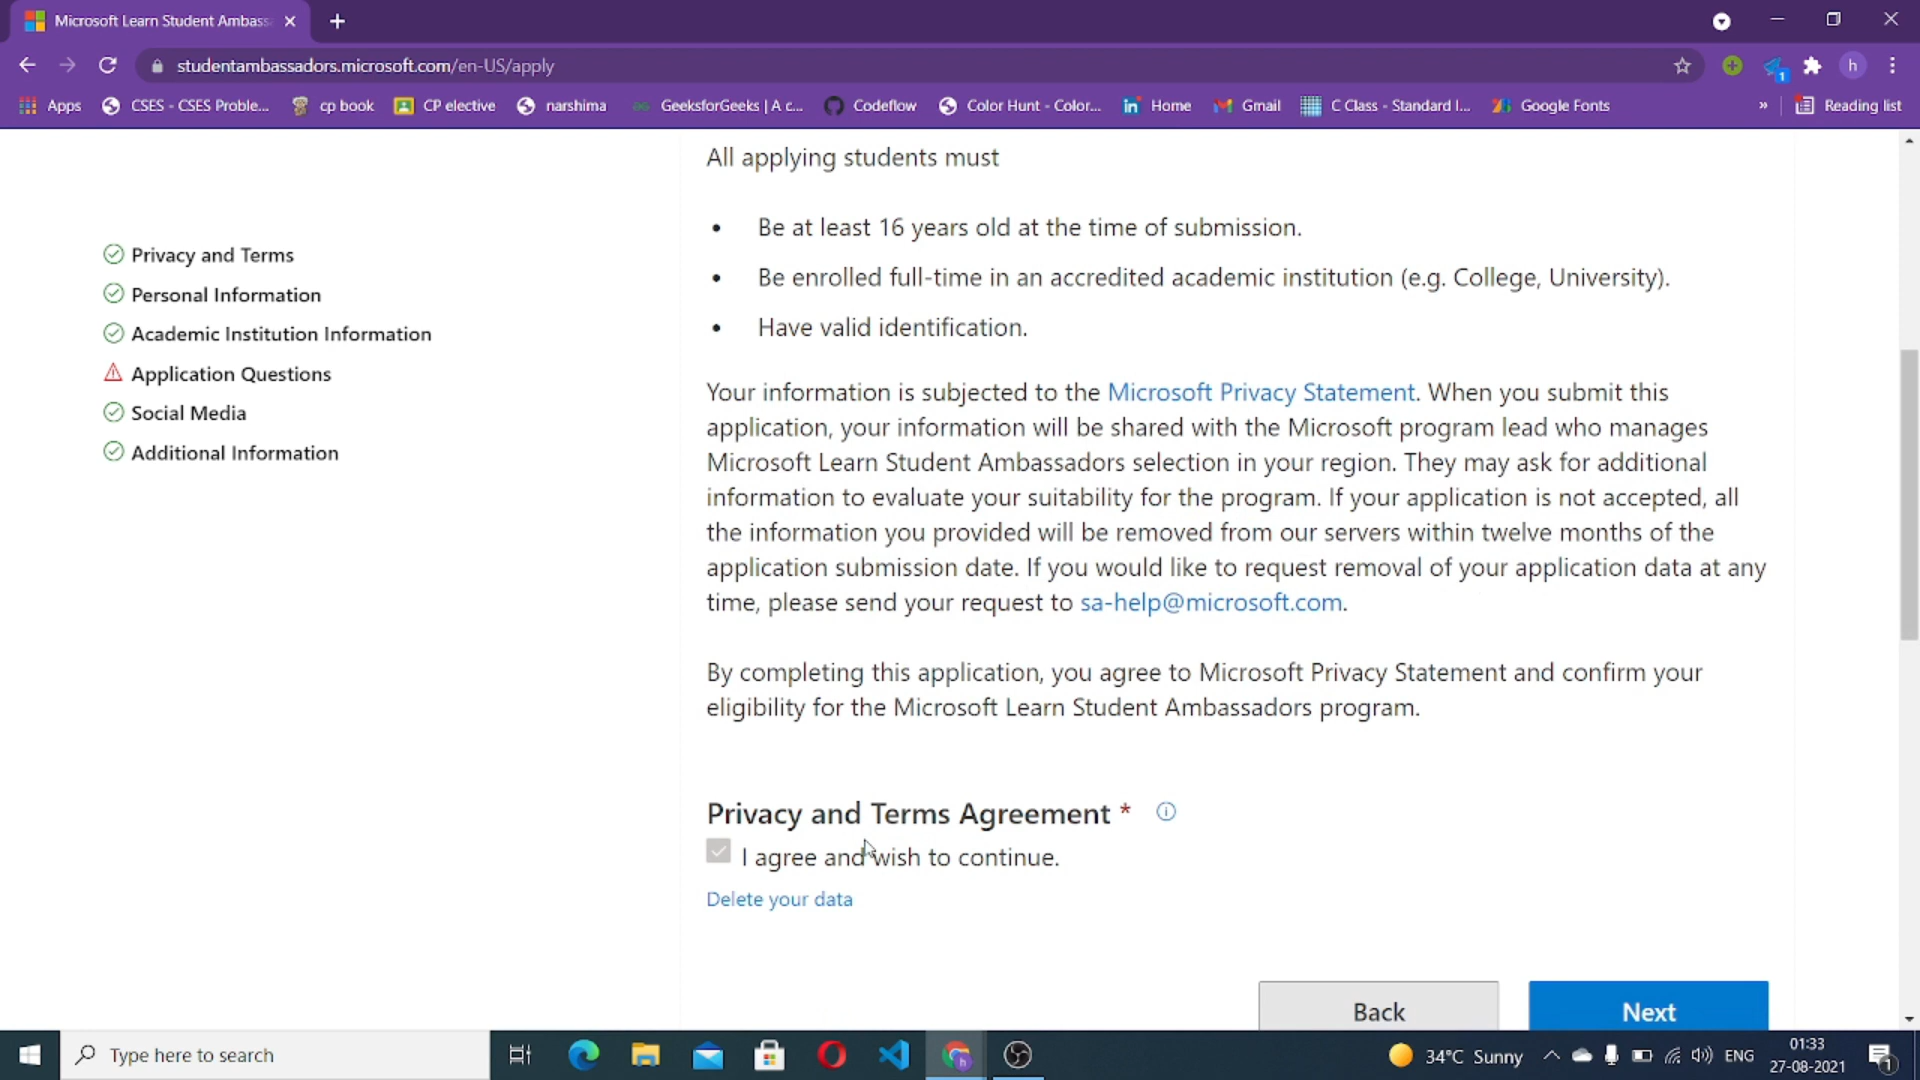 Microsoft Learn Student Ambass
studentambassadors.microsoft.com/en-US/apply
h
Apps
CSES - CSES Proble...
cp book
CP elective
narshima
GeeksforGeeks | A c...
Codeflow
Color Hunt - Color...
Home
Gmail
C Class - Standard I...
Google Fonts
»
Reading list
All applying students must
• Be at least 16 years old at the time of submission.
• Be enrolled full-time in an accredited academic institution (e.g. College, University).
• Have valid identification.
Privacy and Terms
Personal Information
Academic Institution Information
Application Questions
Social Media
Additional Information
Your information is subjected to the Microsoft Privacy Statement. When you submit this
application, your information will be shared with the Microsoft program lead who manages
Microsoft Learn Student Ambassadors selection in your region. They may ask for additional
information to evaluate your suitability for the program. If your application is not accepted, all
the information you provided will be removed from our servers within twelve months of the
application submission date. If you would like to request removal of your application data at any
time, please send your request to sa-help@microsoft.com.
By completing this application, you agree to Microsoft Privacy Statement and confirm your
eligibility for the Microsoft Learn Student Ambassadors program.
Privacy and Terms Agreement *
I agree and wish to continue.
Delete your data
Back
Next
Type here to search
34°C Sunny
ENG
01:33
27-08-2021
1